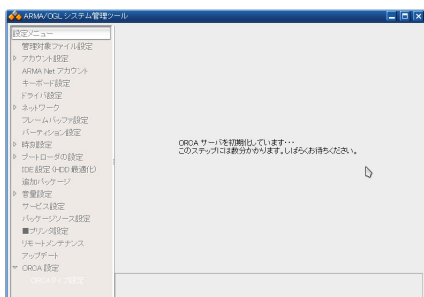 ARMA/OGL システム管理ツール
設定メニュー
管理対象ファイル設定
アカウント設定
ARMA Net アカウント
キーボード設定
ドライバ設定
ネットワーク
フレームバッファ設定
パーティション設定
時刻設定
ブートローダの設定
IDE 設定 (HDD 最適化)
追加パッケージ
音量設定
サービス設定
パッケージソース設定
■プリンタ設定
リモートメンテナンス
アップデート
ORCA 設定
ORCAサーバを初期化しています・・・
このステップには数分かかります。しばらくお待ちください。